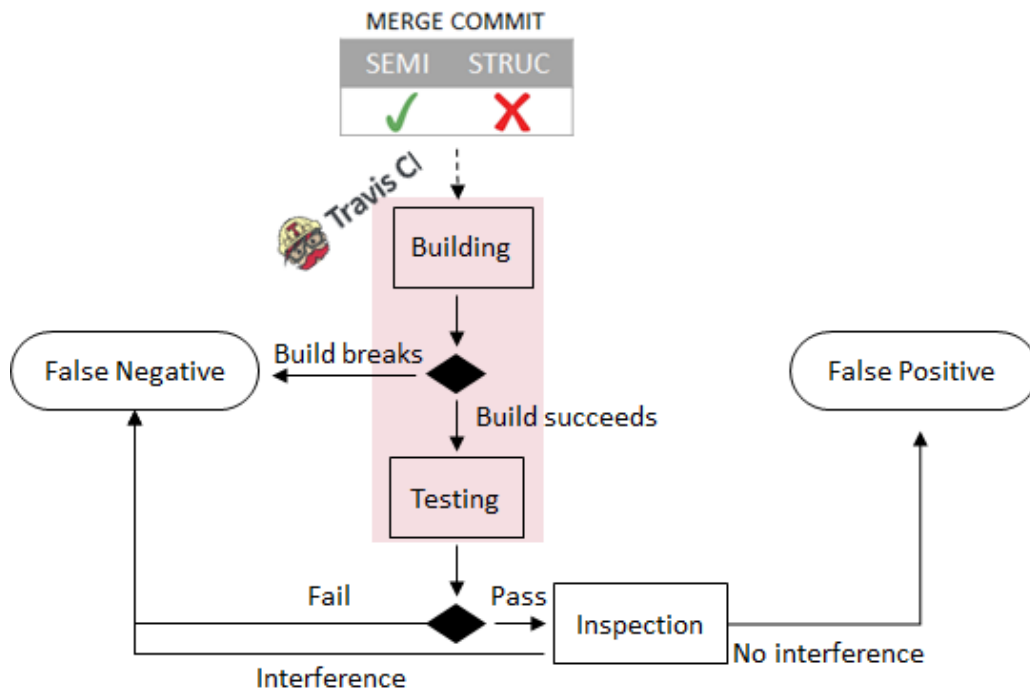 MERGE COMMIT
SEMI STRUC
Travis CI
Building
Build breaks
False Negative
False Positive
Build succeeds
Testing
Fail
Pass
Inspection
No interference
Interference